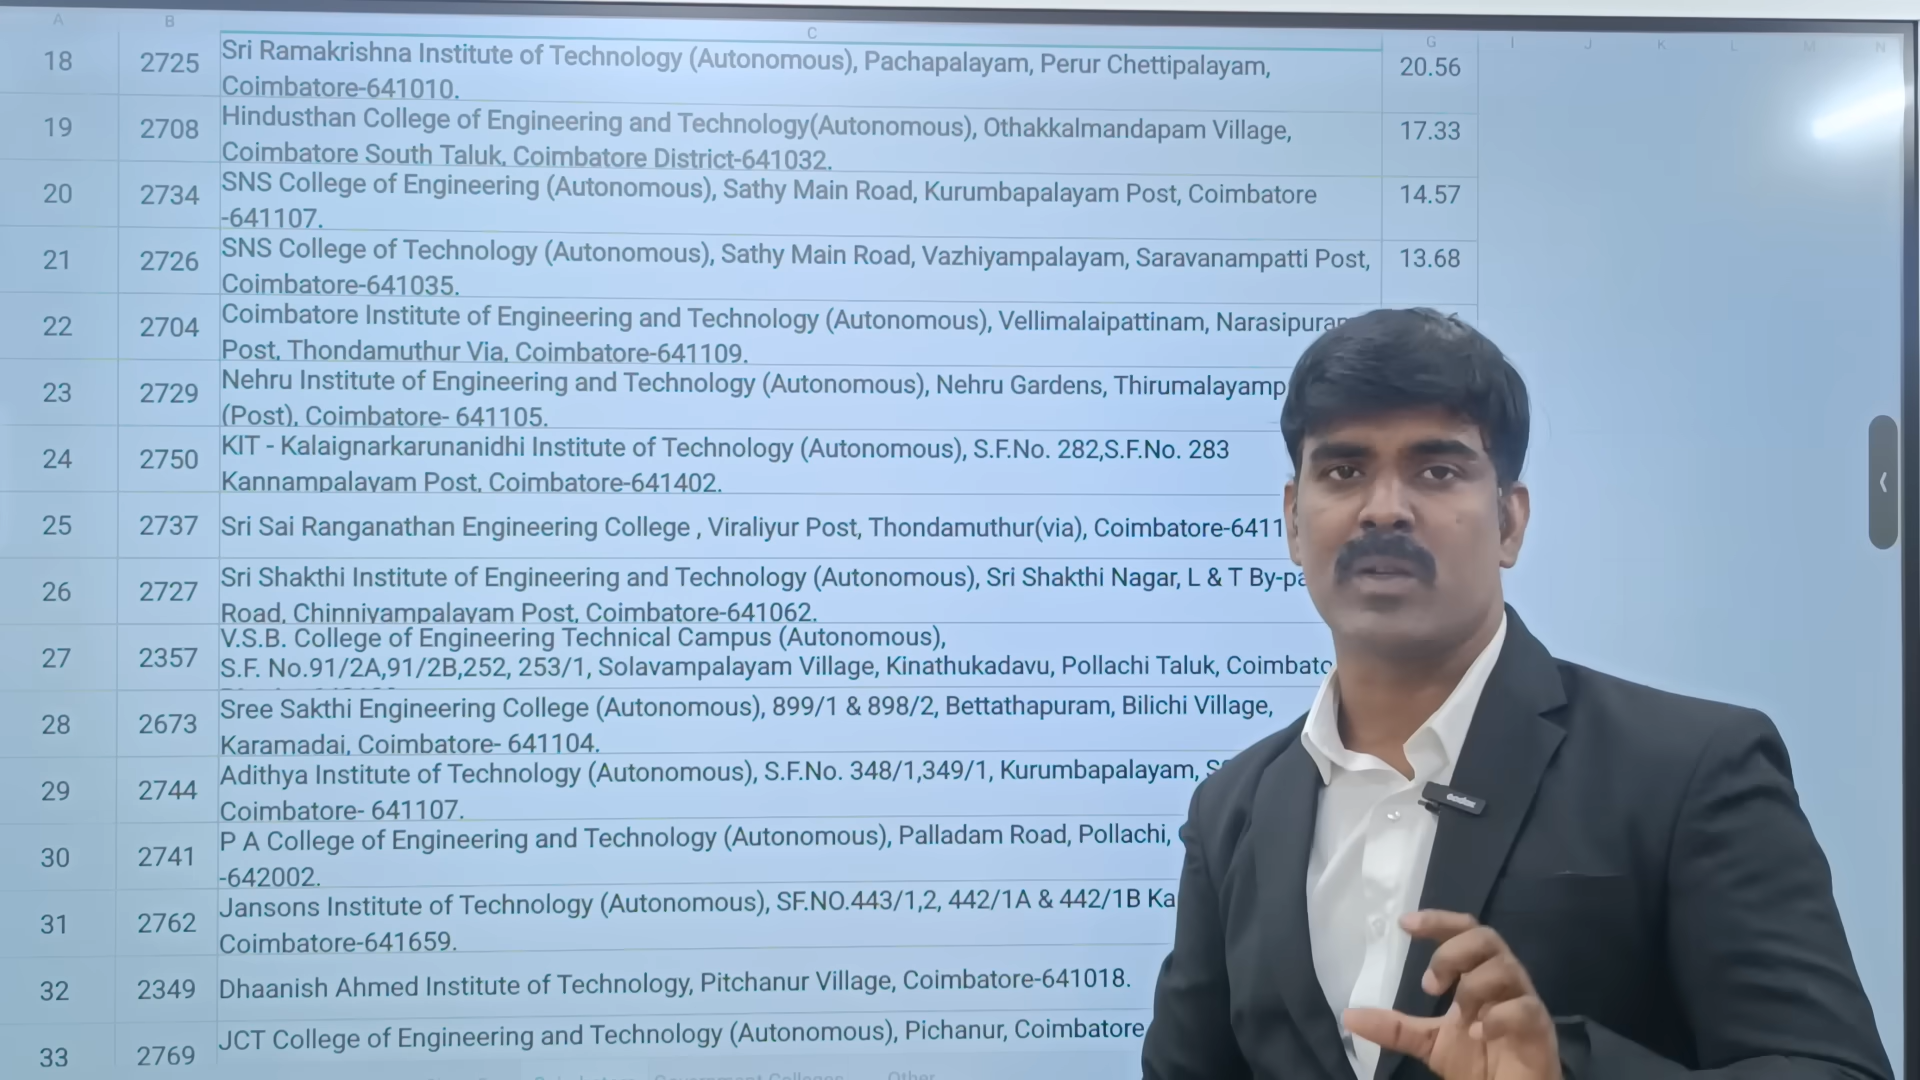 A B C G I J K L M N
18 2725 Sri Ramakrishna Institute of Technology (Autonomous), Pachapalayam, Perur Chettipalayam, 20.56
Coimbatore-641010.
19 2708 Hindusthan College of Engineering and Technology(Autonomous), Othakkalmandapam Village, 17.33
Coimbatore South Taluk, Coimbatore District-641032.
20 2734 SNS College of Engineering (Autonomous), Sathy Main Road, Kurumbapalayam Post, Coimbatore 14.57
-641107.
21 2726 SNS College of Technology (Autonomous), Sathy Main Road, Vazhiyampalayam, Saravanampatti Post, 13.68
Coimbatore-641035.
22 2704 Coimbatore Institute of Engineering and Technology (Autonomous), Vellimalaipattinam,
Post, Thondamuthur Via, Coimbatore-641109.
23 2729 Nehru Institute of Engineering and Technology (Autonomous), Nehru Gardens,
(Post), Coimbatore- 641105.
24 2750 KIT - Kalaignarkarunanidhi Institute of Technology (Autonomous), S.F.No. 282,S.F.No. 283
Kannampalayam Post, Coimbatore-641402.
25 2737 Sri Sai Ranganathan Engineering College , Viraliyur Post, Thondamuthur(via), Coimbatore-6411
26 2727 Sri Shakthi Institute of Engineering and Technology (Autonomous), Sri Shakthi Nagar, L & T
Road, Chinniyampalayam Post, Coimbatore-641062.
27 2357 V.S.B. College of Engineering Technical Campus (Autonomous),
S.F. No.91/2A,91/2B,252, 253/1, Solavampalayam Village, Kinathukadavu, Pollachi Taluk,
28 2673 Sree Sakthi Engineering College (Autonomous), 899/1 & 898/2, Bettathapuram, Bilichi Village,
Karamadai, Coimbatore- 641104.
29 2744 Adithya Institute of Technology (Autonomous), S.F.No. 348/1,349/1, Kurumbapalayam,
Coimbatore- 641107.
30 2741 P A College of Engineering and Technology (Autonomous), Palladam Road, Pollachi,
-642002.
31 2762 Jansons Institute of Technology (Autonomous), SF.NO.443/1,2, 442/1A & 442/1B Ka
Coimbatore-641659.
32 2349 Dhaanish Ahmed Institute of Technology, Pitchanur Village, Coimbatore-641018.
33 2769 JCT College of Engineering and Technology (Autonomous), Pichanur, Coimbatore
Government Colleges Other